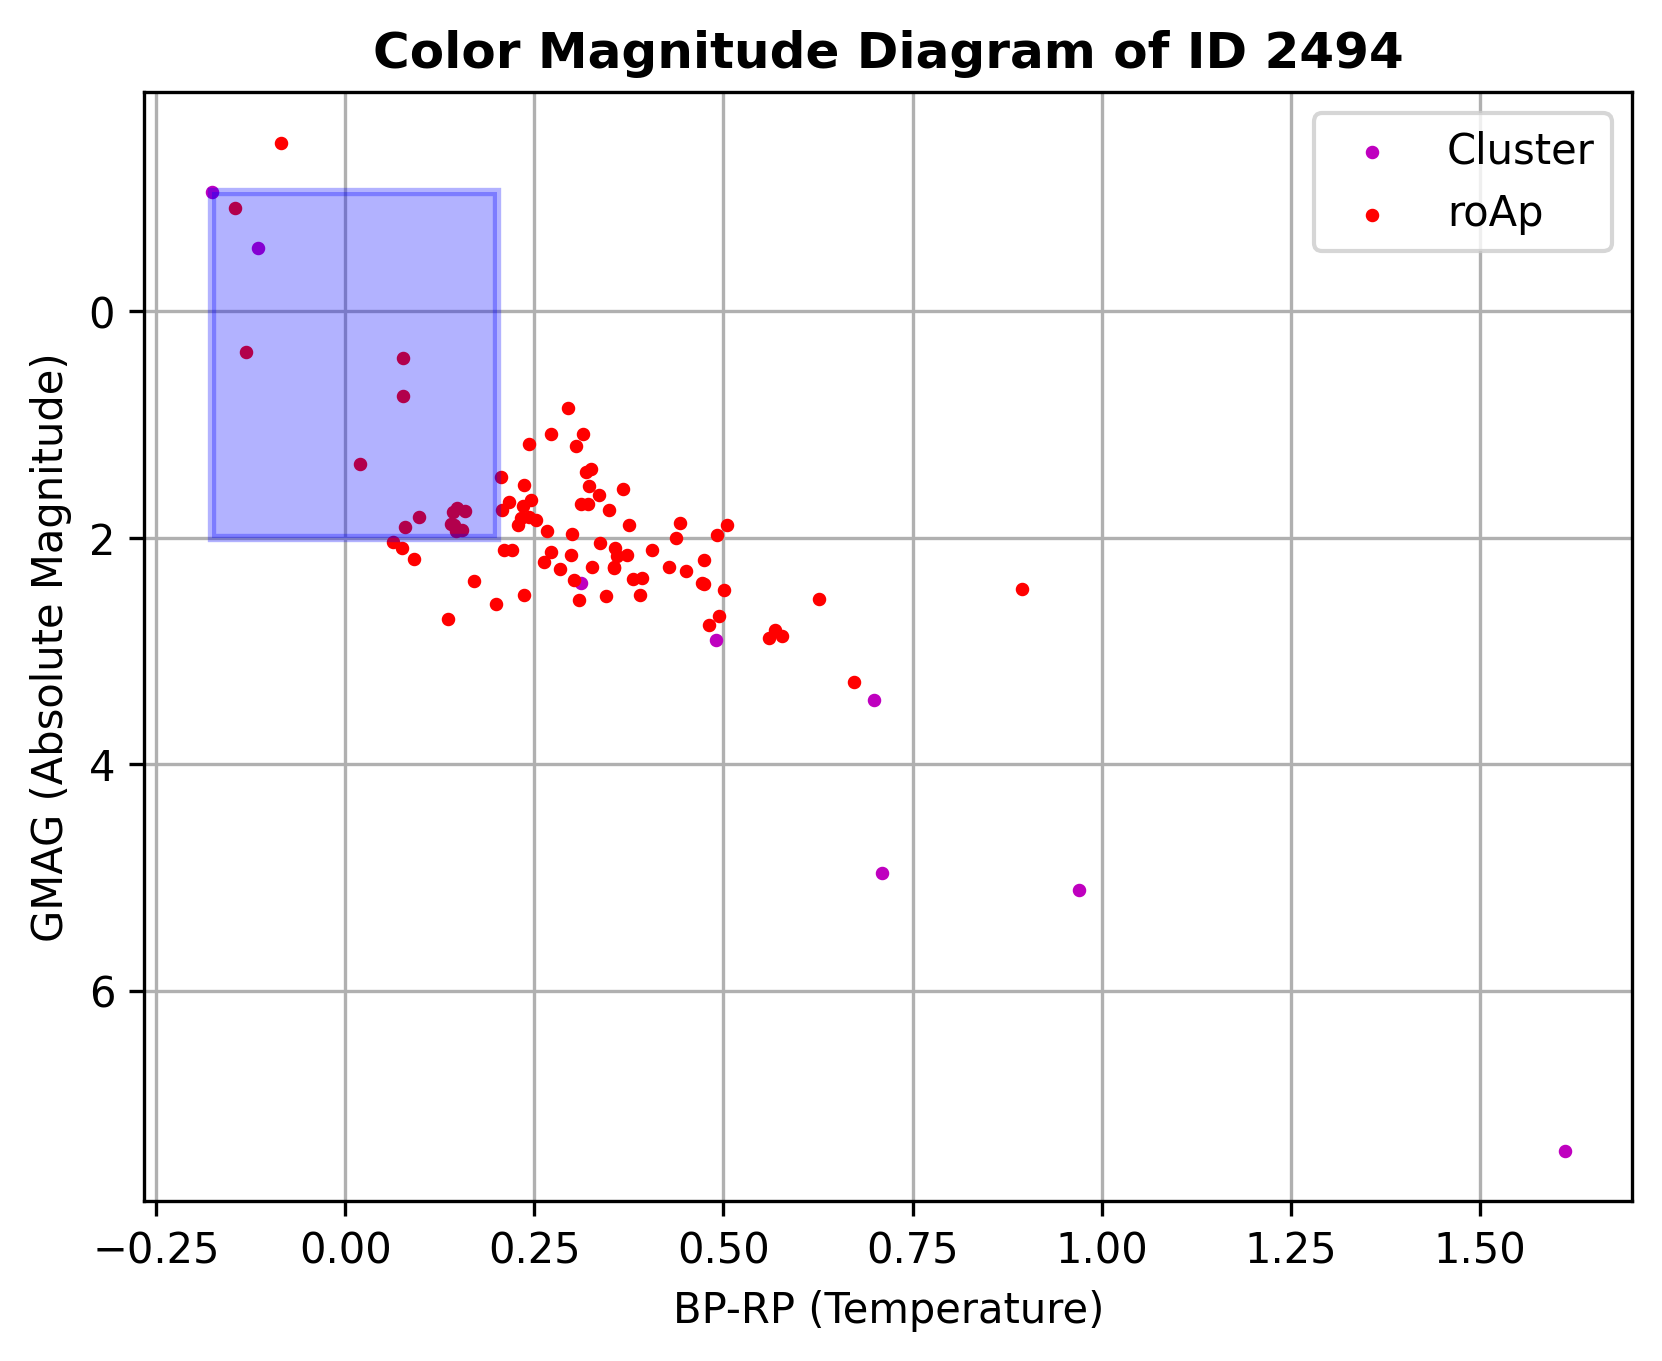 Color Magnitude Diagram of ID 2494
Cluster
roAp
GMAG (Absolute Magnitude)
0
2
4
6
−0.25 0.00 0.25 0.50 0.75 1.00 1.25 1.50
BP-RP (Temperature)